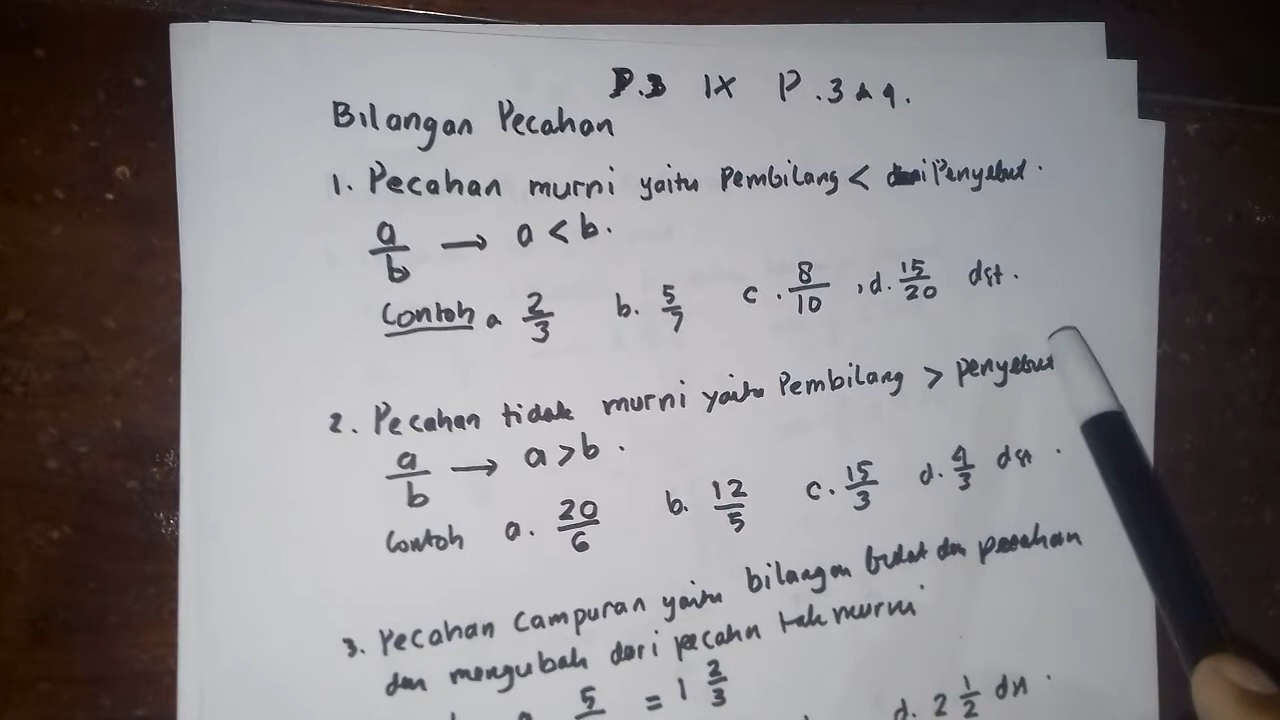 P.3 IX P.3 & 4.
Bilangan Pecahan
1. Pecahan murni yaitu Pembilang < Penyebut.
a/b → a < b.
Contoh a 2/3 b. 5/7 c. 8/10, d. 15/20 dst.
2. Pecahan tidak murni yaitu Pembilang > penyebut
a/b → a > b.
Contoh a. 20/6 b. 12/5 c. 15/3 d. 4/3 dst.
3. Pecahan Campuran yaitu bilangan bulat dan pecahan
dan mengubah dari pecahan tak murni
5 = 1 2/3 d. 2 1/2